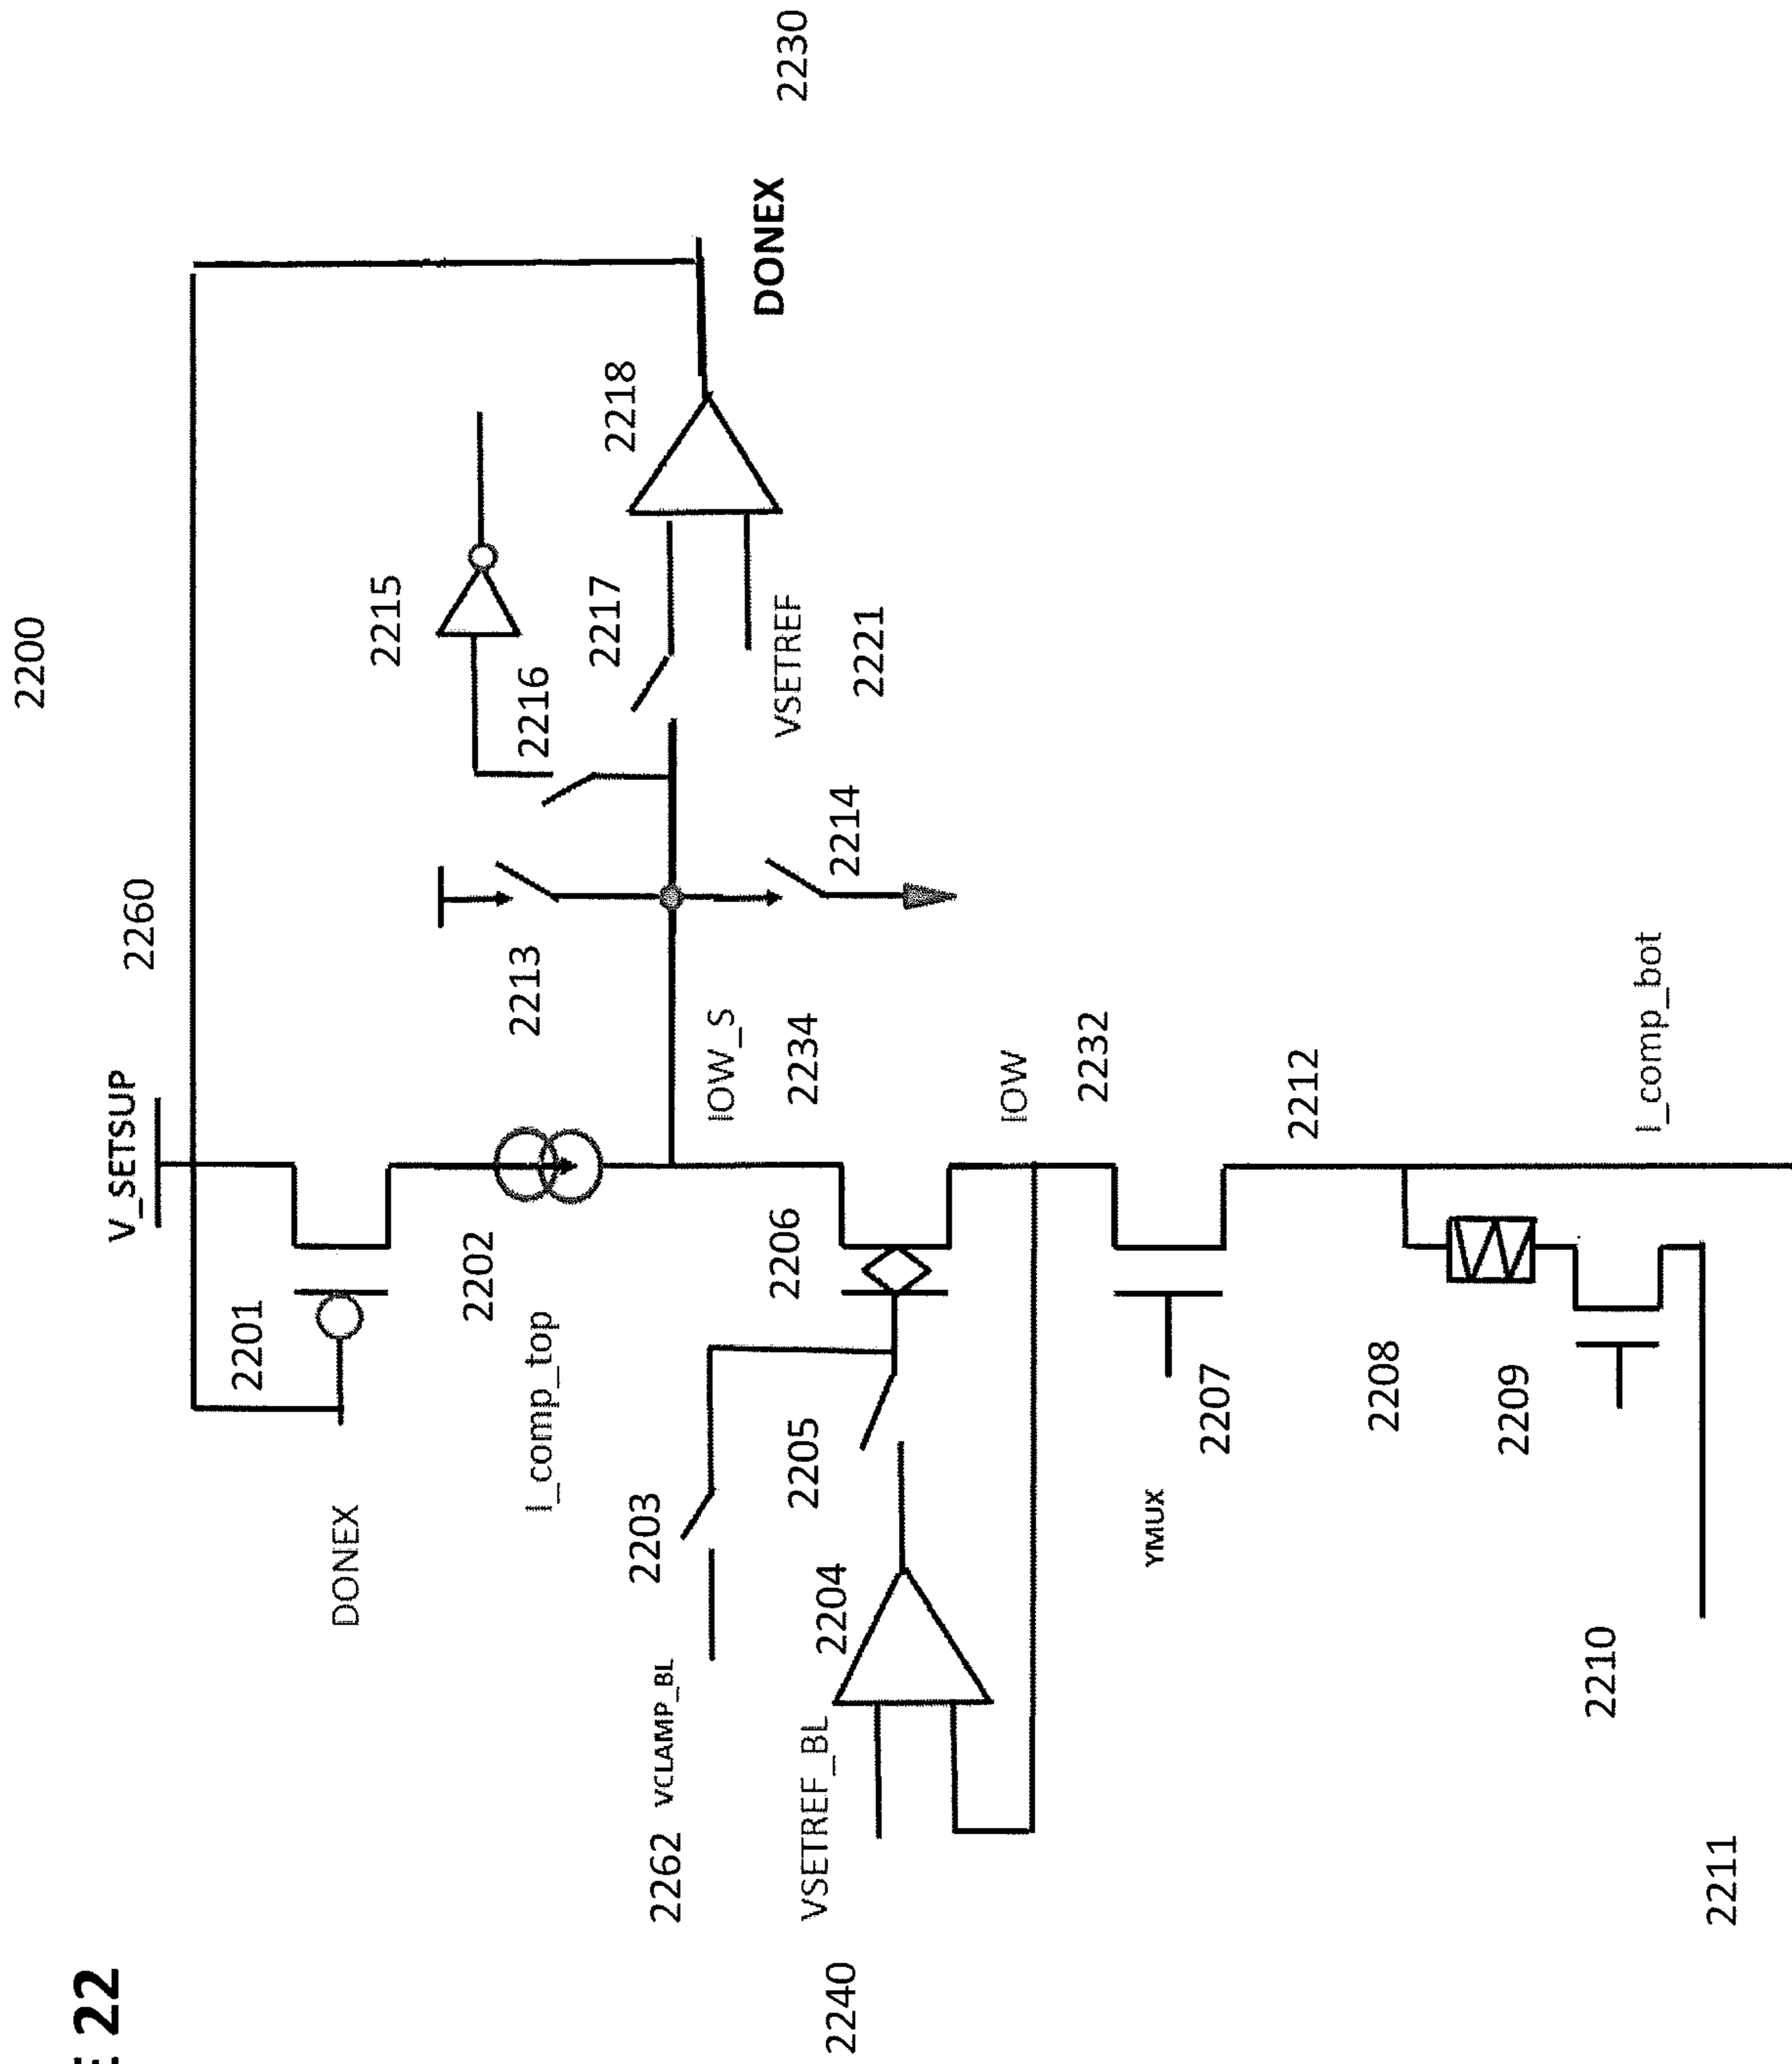 2200
E 22
V_SETSUP
2260
2201
DONEX
2215
2202
2213
2216
I_comp_top
2217
2218
2203
2262 VCLAMP_BL
IOW_S
DONEX
2206
VSETREF
2230
2205
2234
VSETREF_BL
2204
2240
2214
2221
IOW
2232
YMUX
2207
2212
2208
2209
2210
I_comp_bot
2211